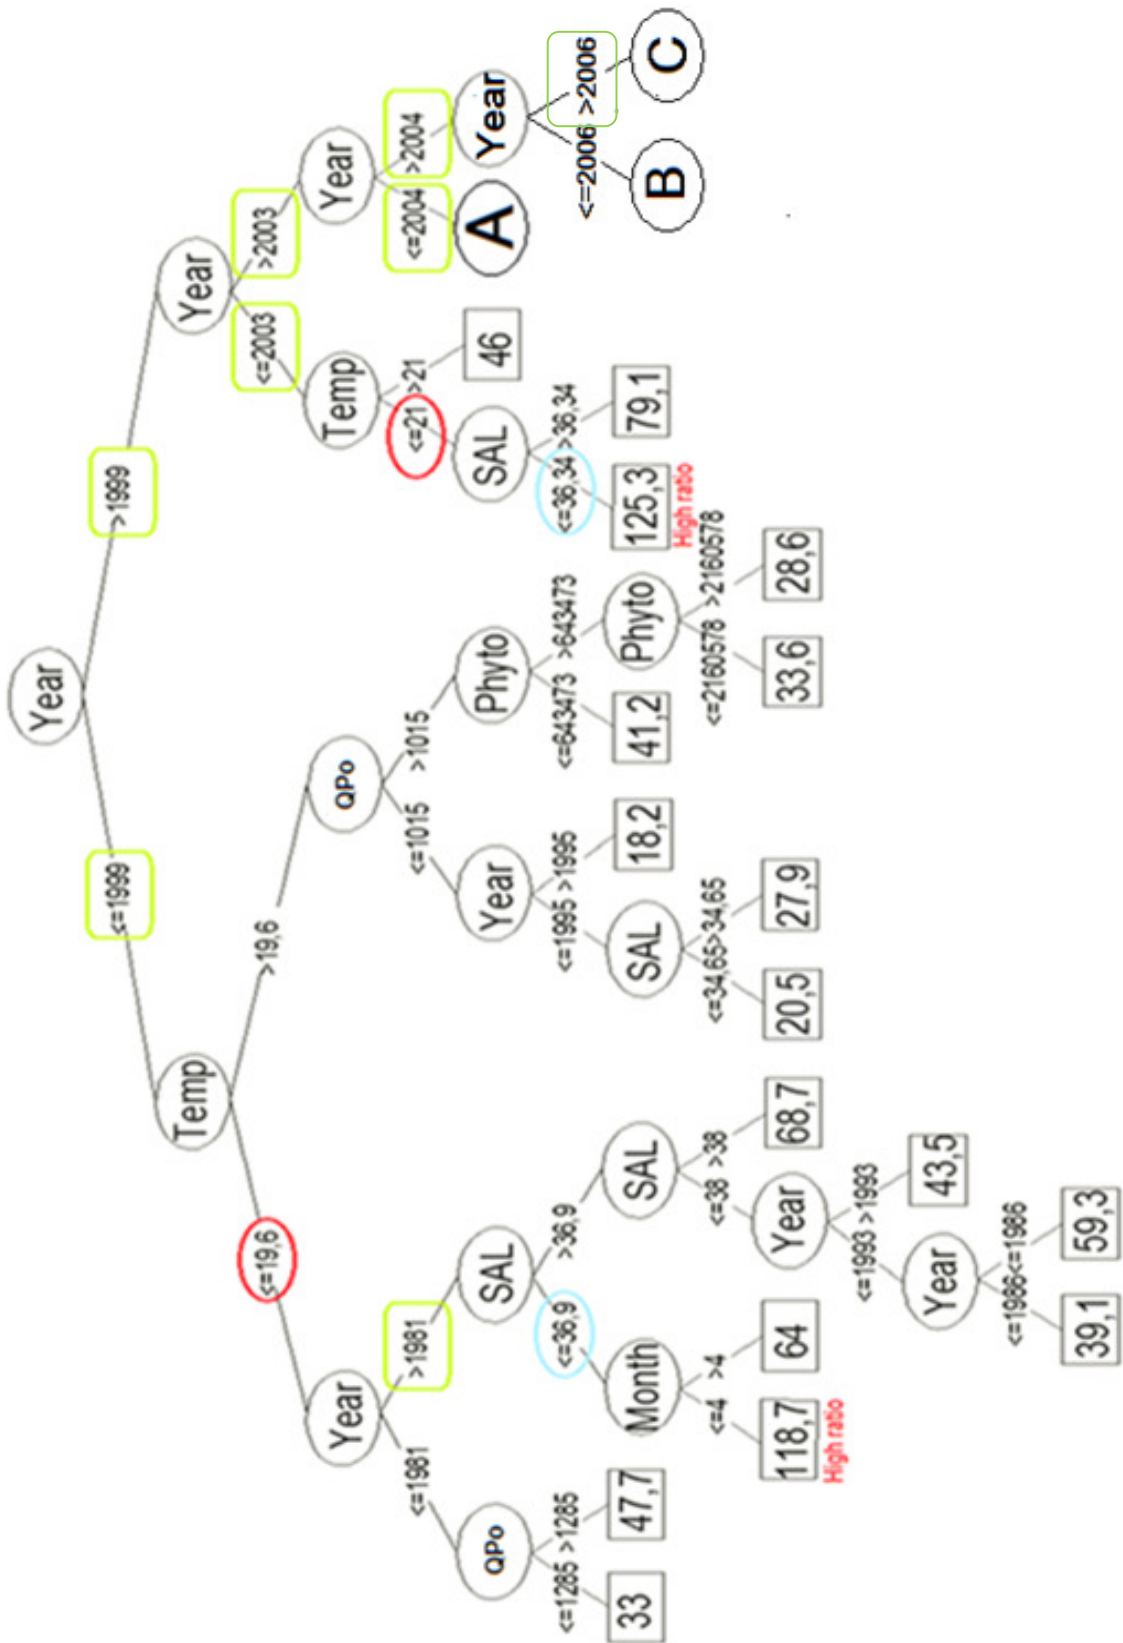 Year
<=1999 >1999
Temp Year
<=19,6 >19,6 <=2003 >2003
Year QPo Temp Year
<=1981 >1981 <=1015 >1015 <=21 >21 <=2004 >2004
QPo SAL Year Phyto SAL 46 A Year
<=1285 >1285 <=36,9 >36,9 <=1995 >1995 <=643473 >643473 <=36,34 >36,34 <=2006 >2006
33 47,7 Month SAL SAL 18,2 41,2 Phyto 125,3 79,1 B C
High ratio
<=4 >4 <=38 >38 <=34,65 >34,65 <=2160578 >2160578
118,7 64 Year 68,7 20,5 27,9 33,6 28,6
High ratio
<=1993 >1993
Year 43,5
<=1986 <=1986
39,1 59,3